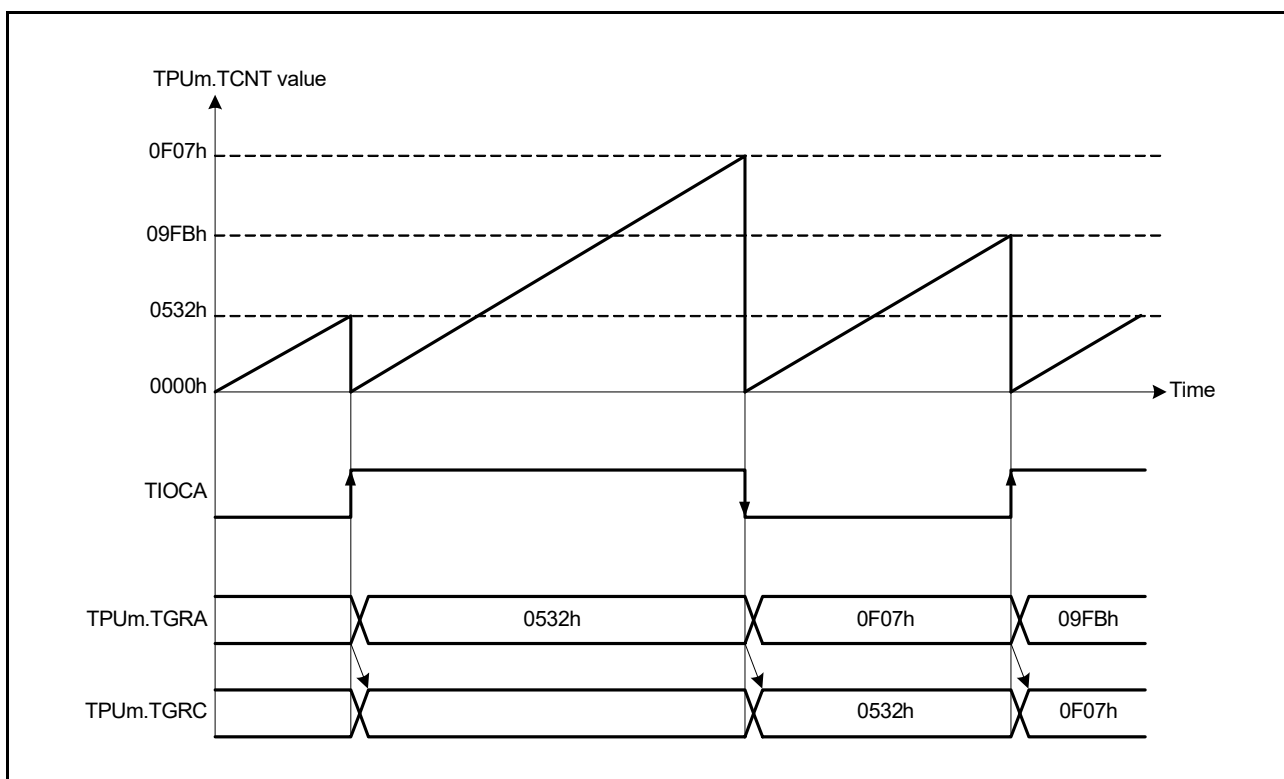 TPUm.TCNT value
0F07h
09FBh
0532h
0000h
Time
TIOCA
TPUm.TGRA 0532h 0F07h 09FBh
TPUm.TGRC 0532h 0F07h